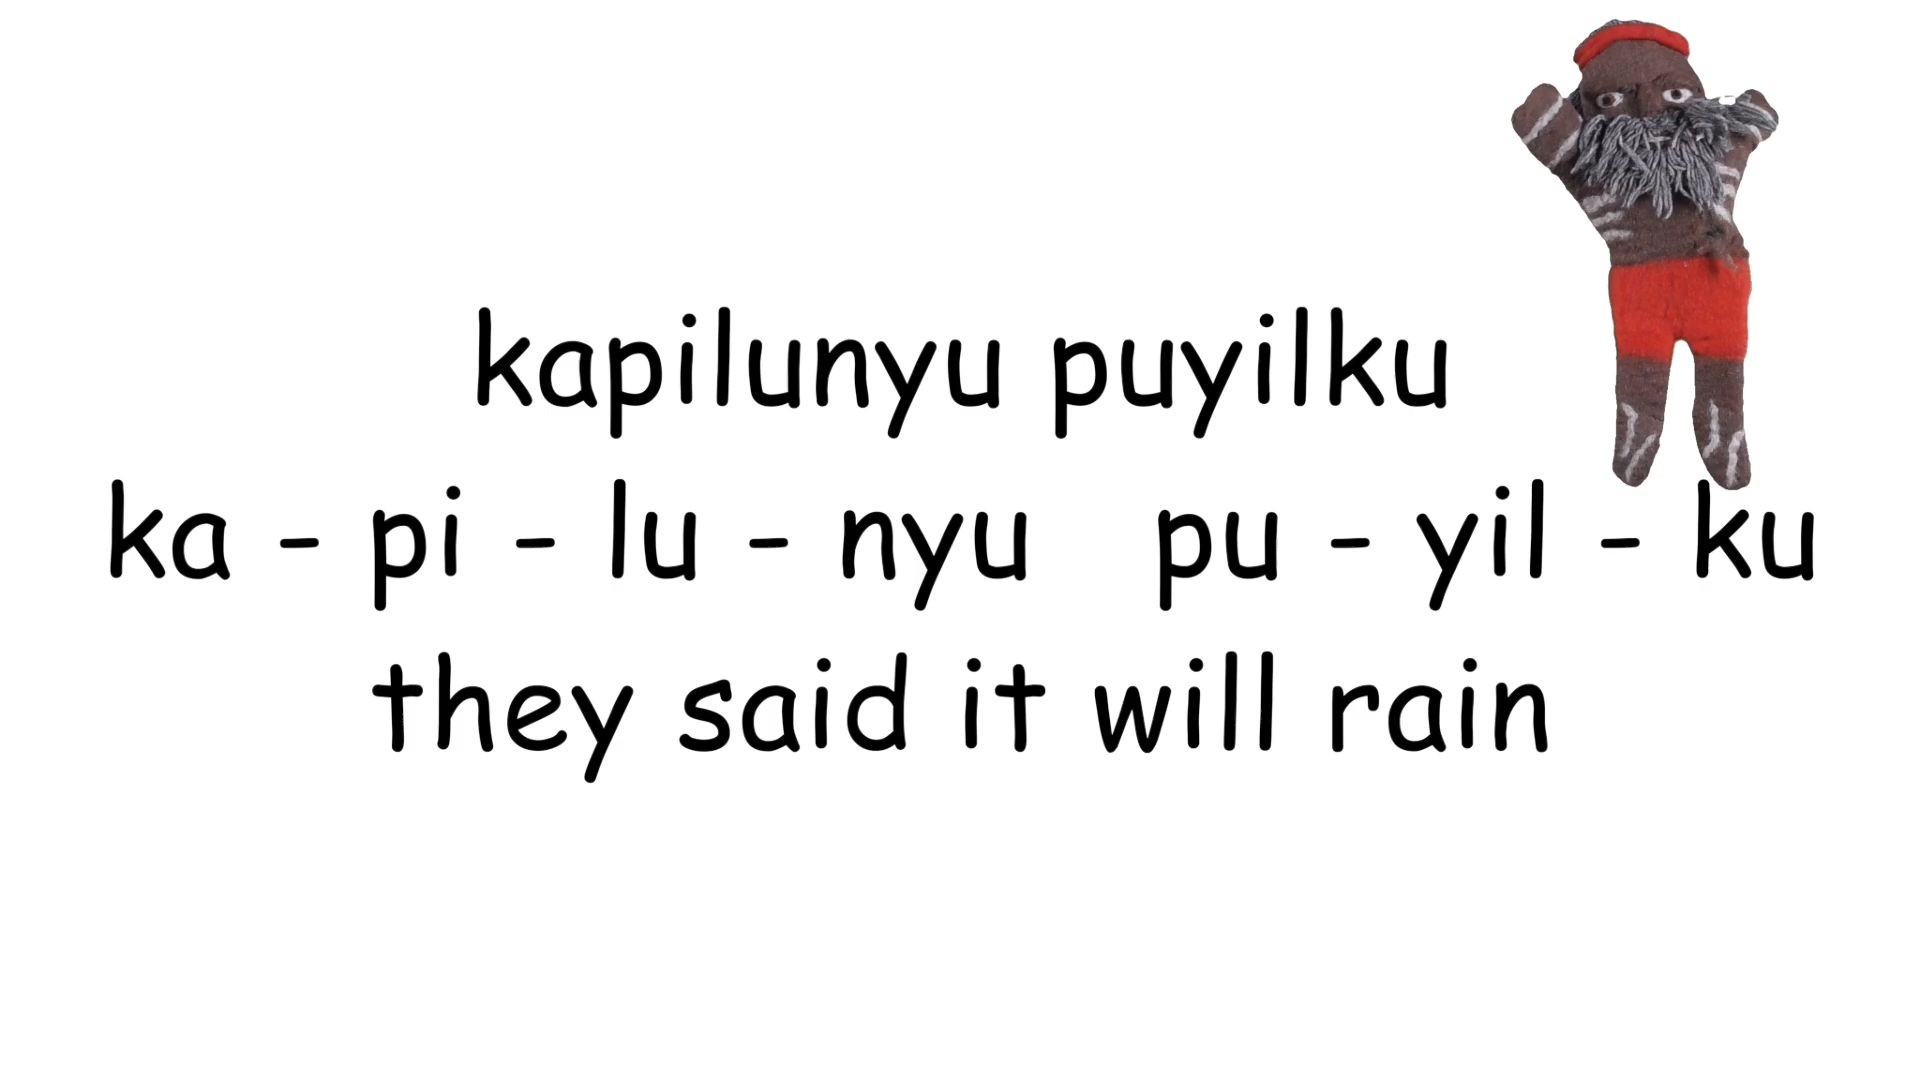 kapilunyu puyilku
ka - pi - lu - nyu pu - yil - ku
they said it will rain